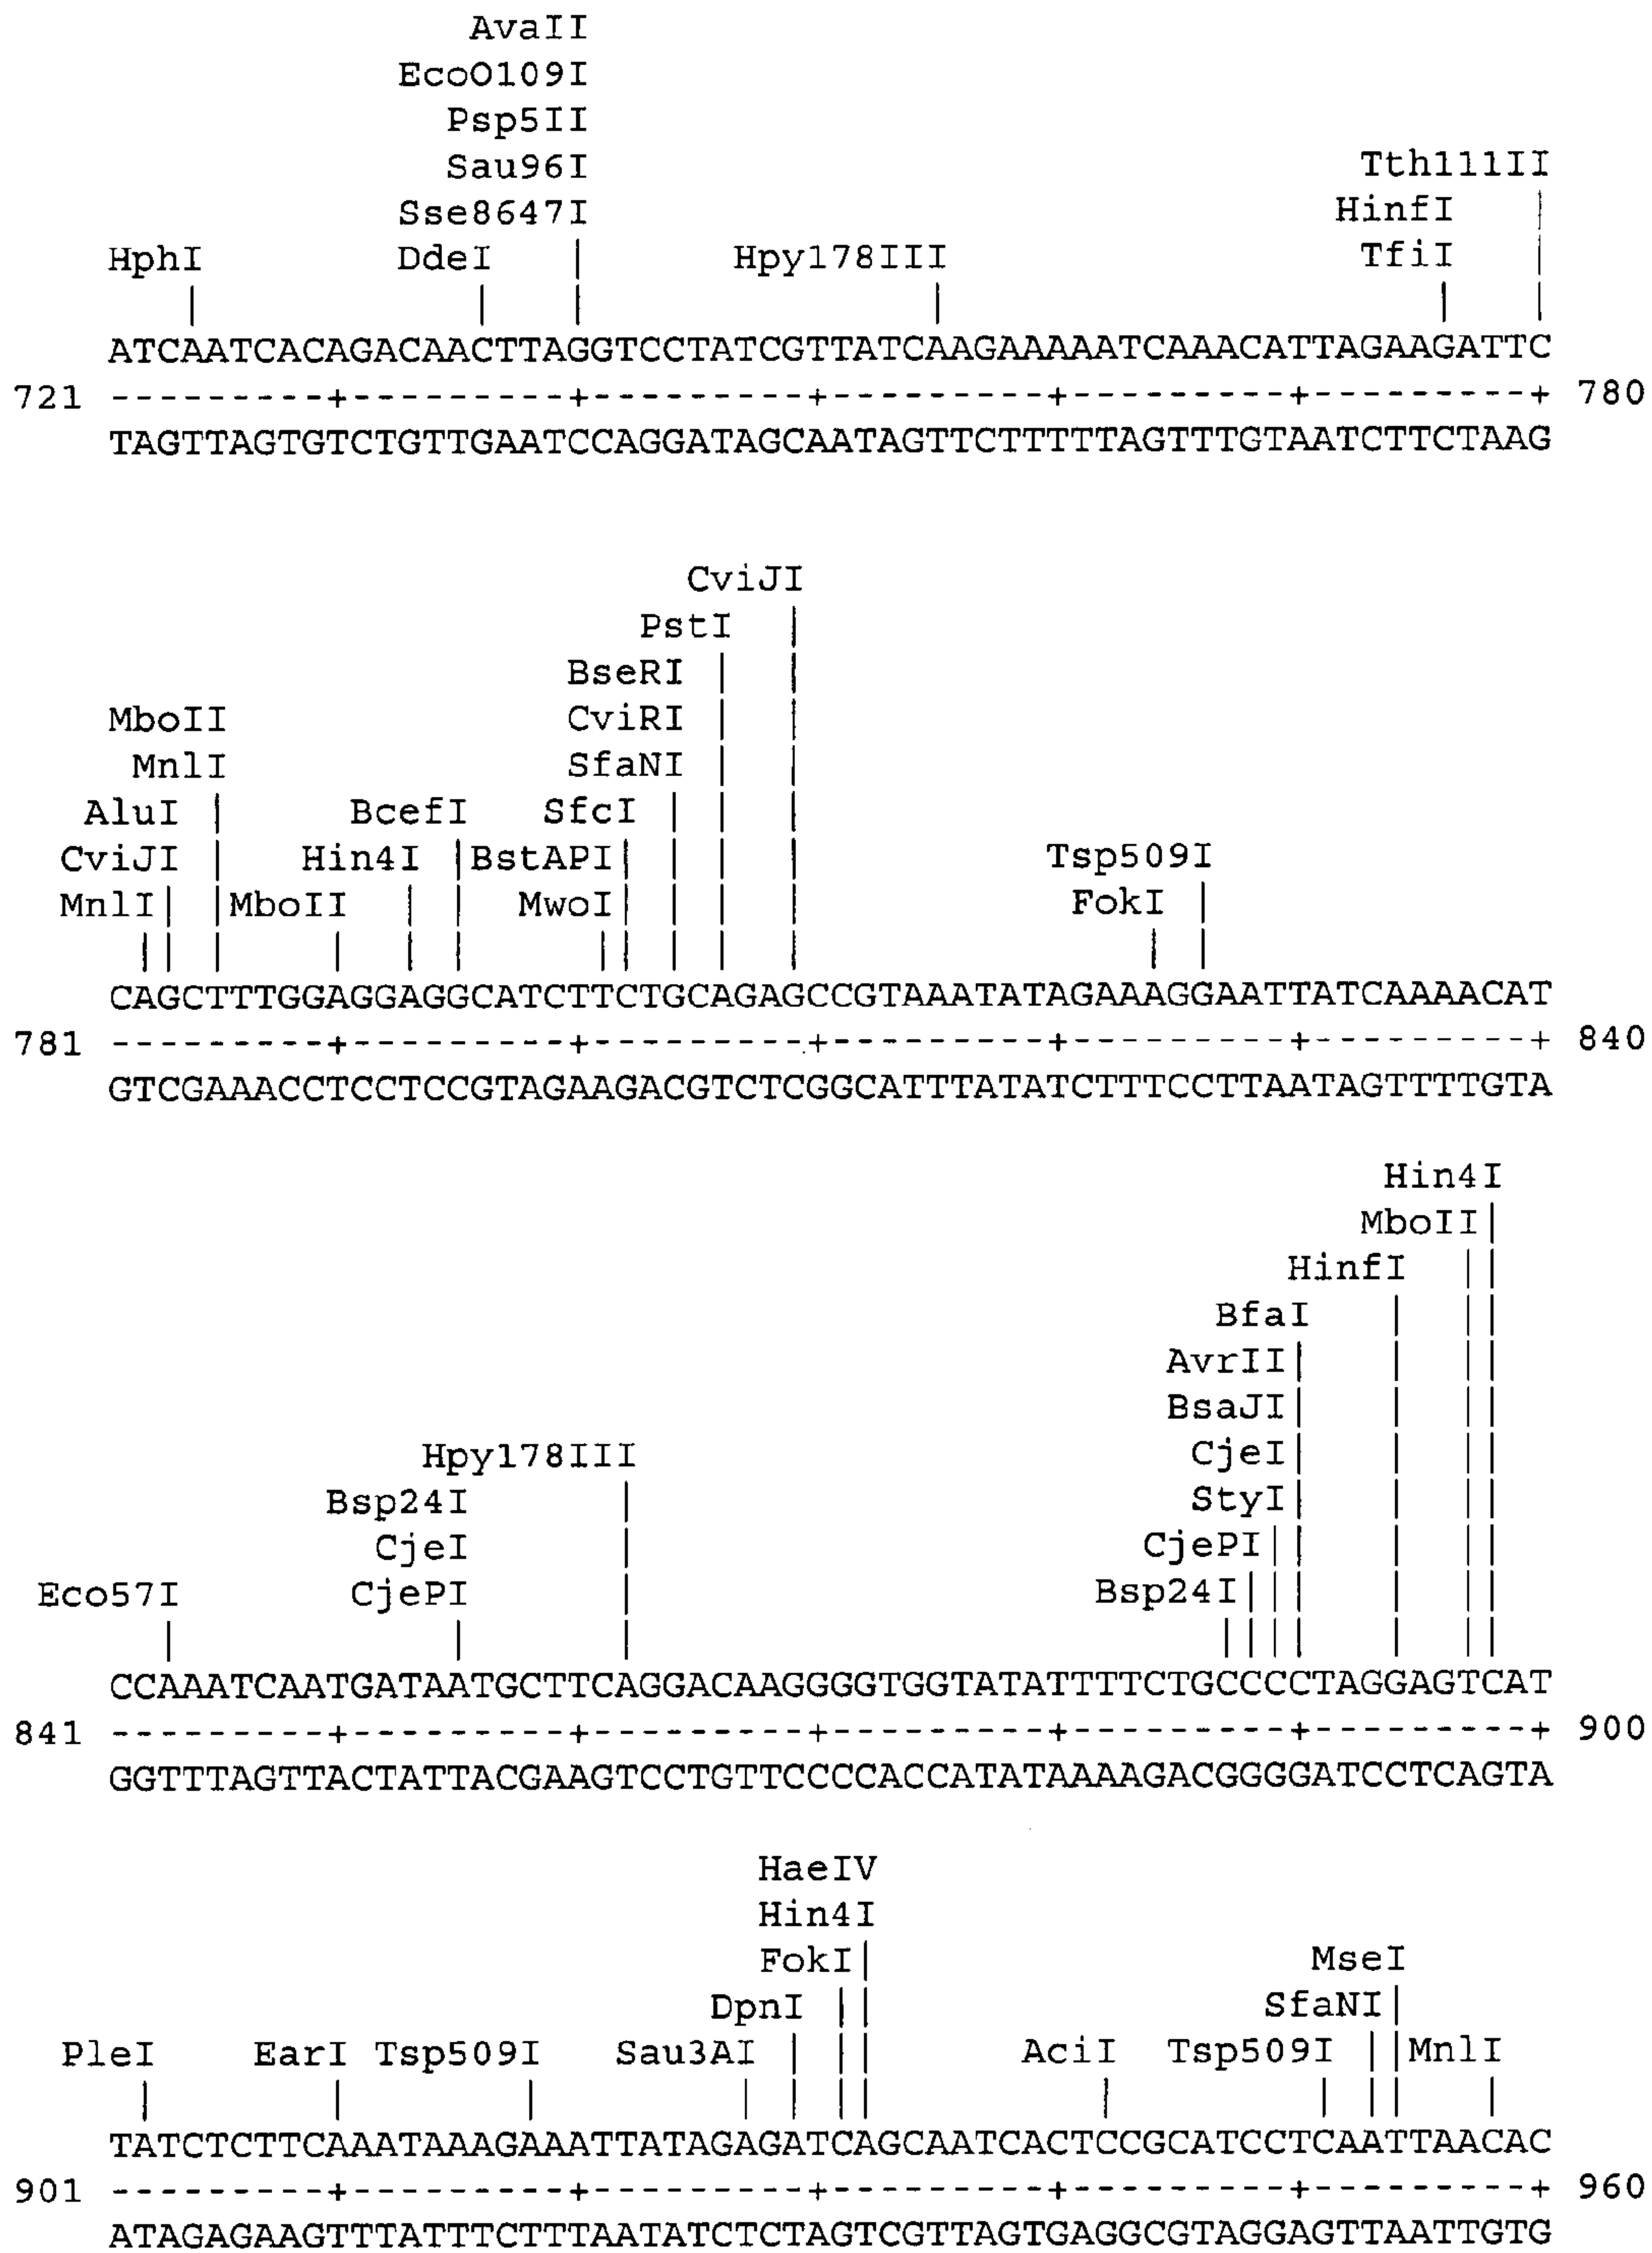 AvaII
EcoO109I
Psp5II
Sau96I Tth111II
Sse8647I HinfI
HphI DdeI Hpy178III TfiI
ATCAATCACAGACAACTTAGGTCCTATCGTTATCAAGAAAAATCAAACATTAGAAGATTC
721 ---------+---------+---------+---------+---------+---------+ 780
TAGTTAGTGTCTGTTGAATCCAGGATAGCAATAGTTCTTTTTAGTTTGTAATCTTCTAAG
CviJI
PstI
BseRI
MboII CviRI
MnlI SfaNI
AluI BcefI SfcI
CviJI Hin4I BstAPI Tsp509I
MnlI MboII MwoI FokI
CAGCTTTGGAGGAGGCATCTTCTGCAGAGCCGTAAATATAGAAAGGAATTATCAAAACAT
781 ---------+---------+---------+---------+---------+---------+ 840
GTCGAAACCTCCTCCGTAGAAGACGTCTCGGCATTTATATCTTTCCTTAATAGTTTTGTA
Hin4I
MboII
HinfI
BfaI
AvrII
BsaJI
Hpy178III CjeI
Bsp24I StyI
CjeI CjePI
Eco57I CjePI Bsp24I
CCAAATCAATGATAATGCTTCAGGACAAGGGGTGGTATATTTTTCTGCCCCTAGGAGTCAT
841 ---------+---------+---------+---------+---------+---------+ 900
GGTTTAGTTACTATTACGAAGTCCTGTTCCCCACCATATAAAAAGACGGGGATCCTCAGTA
HaeIV
Hin4I
FokI MseI
DpnI SfaNI
PleI EarI Tsp509I Sau3AI AciI Tsp509I MnlI
TATCTCTTCAAATAAAGAAATTATAGAGATCAGCAATCACTCCGCATCCTCAATTAACAC
901 ---------+---------+---------+---------+---------+---------+ 960
ATAGAGAAGTTTATTTCTTTAATATCTCTAGTCGTTAGTGAGGCGTAGGAGTTAATTGTG